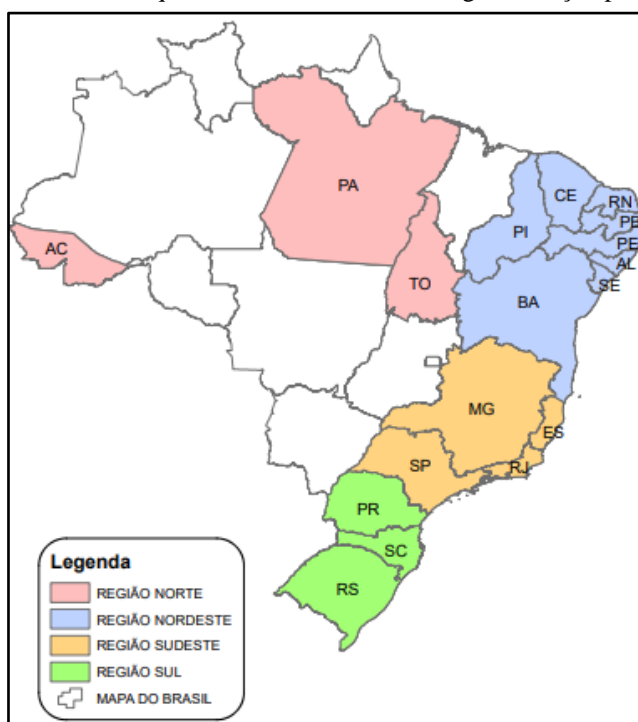 PA
CE
RN
PB
PI
PE
AC
AL
TO
SE
BA
MG
ES
SP
RJ
PR
SC
RS
Legenda
REGIÃO NORTE
REGIÃO NORDESTE
REGIÃO SUDESTE
REGIÃO SUL
MAPA DO BRASIL